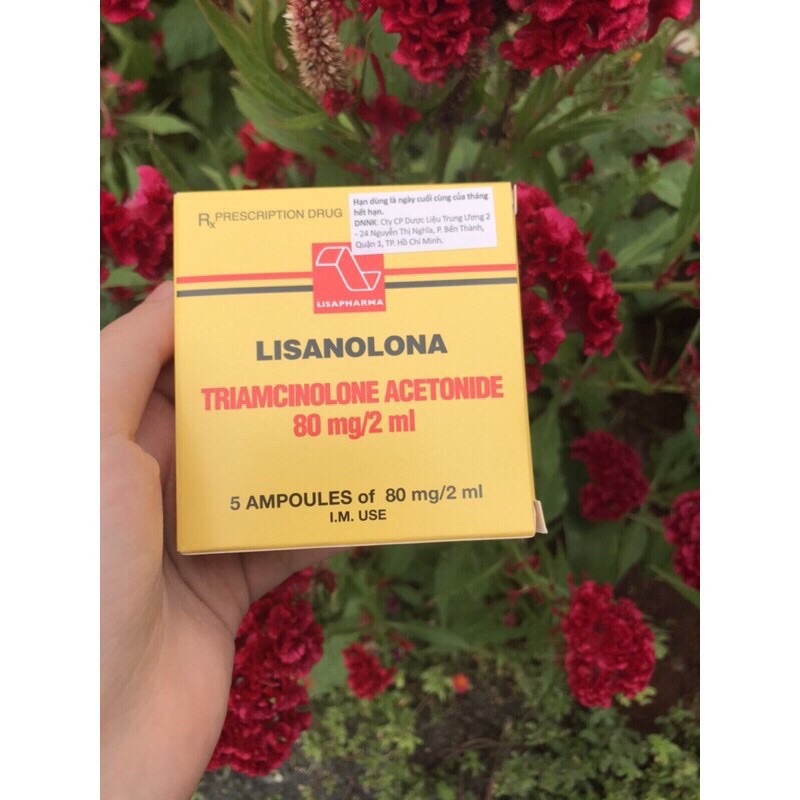 Rx PRESCRIPTION DRUG
Hạn dùng là ngày cuối cùng của tháng
hết hạn.
DNNK: Cty CP Dược Liệu Trung Ương 2
- 24 Nguyễn Thị Nghĩa, P. Bến Thành,
Quận 1, TP. Hồ Chí Minh.
LISAPHARMA
LISANOLONA
TRIAMCINOLONE ACETONIDE
80 mg/2 ml
5 AMPOULES of 80 mg/2 ml
I.M. USE